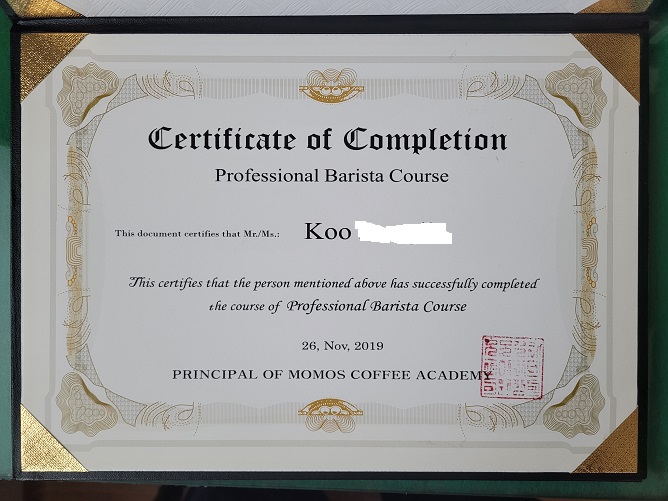 Certificate of Completion
Professional Barista Course
This document certifies that Mr./Ms.: Koo
This certifies that the person mentioned above has successfully completed
the course of Professional Barista Course
26, Nov, 2019
PRINCIPAL OF MOMOS COFFEE ACADEMY